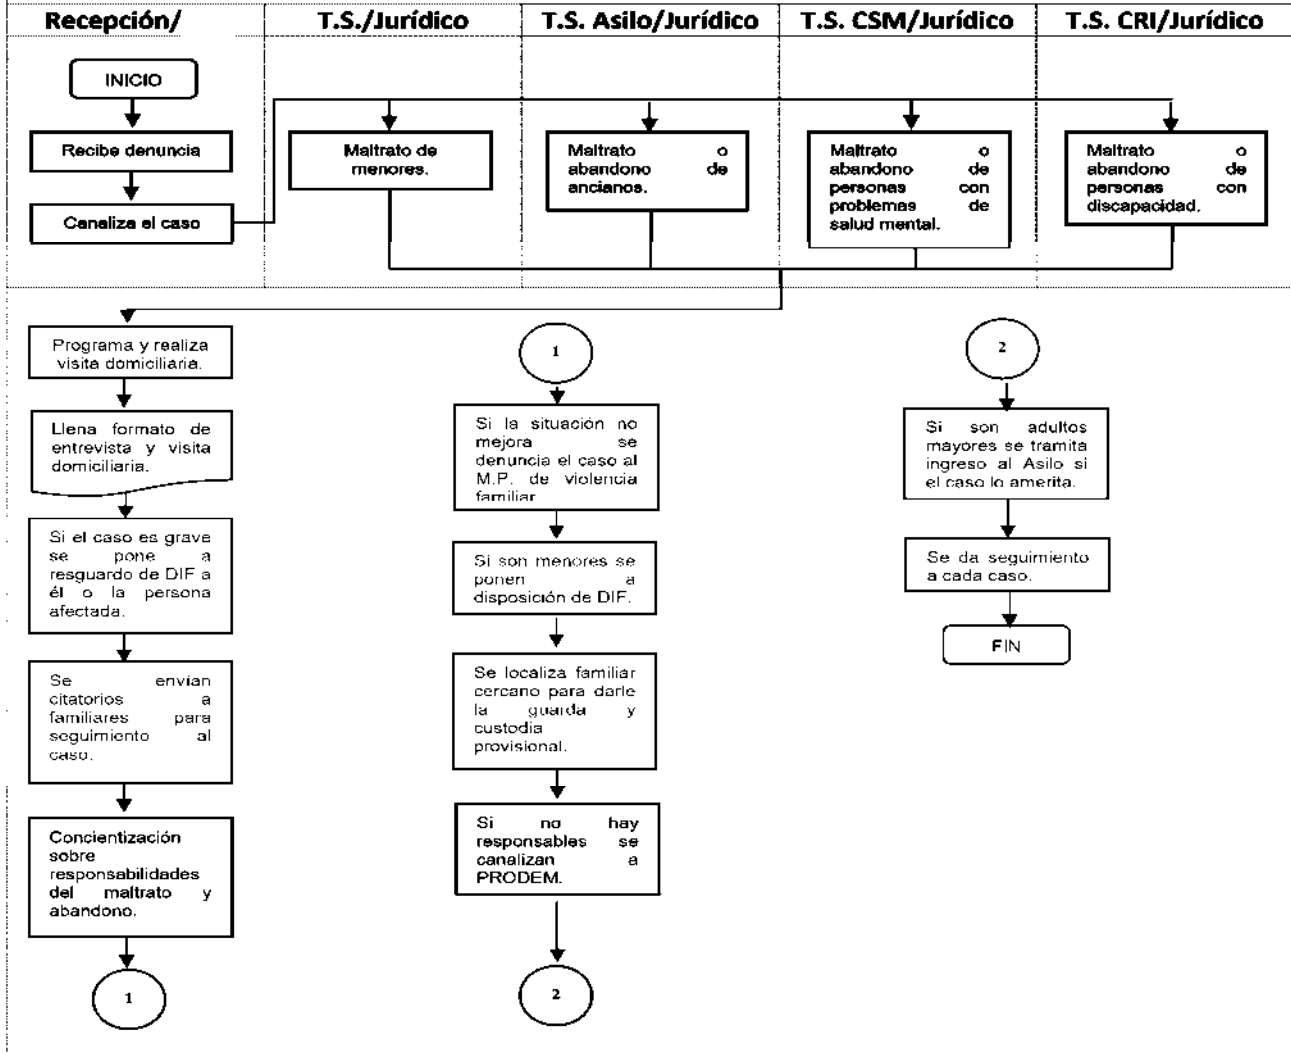 Recepción/
T.S./Jurídico
T.S. Asilo/Jurídico
T.S. CSM/Jurídico
T.S. CRI/Jurídico
INICIO
Recibe denuncia
Canaliza el caso
Maltrato de
menores.
Maltrato o
abandono de
ancianos.
Maltrato o
abandono de
personas con
problemas de
salud mental.
Maltrato o
abandono de
personas con
discapacidad.
Programa y realiza
visita domiciliaria.
Llena formato de
entrevista y visita
domiciliaria.
Si el caso es grave
se pone a
resguardo de DIF a
él o la persona
afectada.
Se envían
citatorios a
familiares para
seguimiento al
caso.
Concientización
sobre
responsabilidades
del maltrato y
abandono.
1
1
Si la situación no
mejora se
denuncia el caso al
M.P. de violencia
familiar
Si son menores se
ponen a
disposición de DIF.
Se localiza familiar
cercano para darle
la guarda y
custodia
provisional.
Si no hay
responsables se
canalizan a
PRODEM.
2
2
Si son adultos
mayores se tramita
ingreso al Asilo si
el caso lo amerita.
Se da seguimiento
a cada caso.
FIN